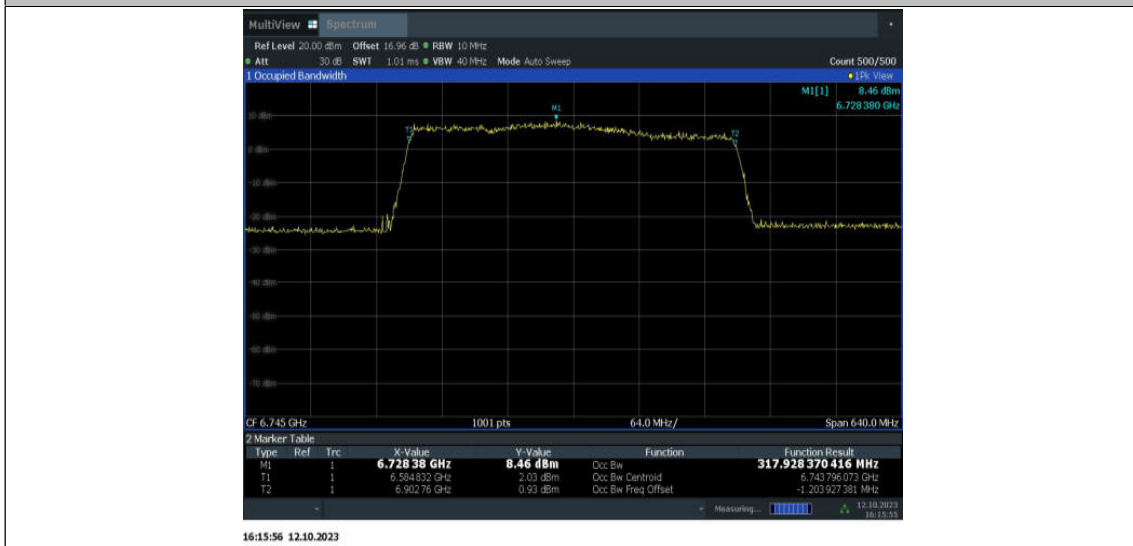 MultiView Spectrum
Ref Level 20.00 dBm Offset 16.96 dB RBW 10 MHz
Att 30 dB SWT 1.01 ms VBW 40 MHz Mode Auto Sweep Count 500/500
1 Occupied Bandwidth 1Pk View
M1[1] 8.46 dBm
6.728 380 GHz
M1
10 dBm
T1
T2
0 dBm
-10 dBm
-20 dBm
-30 dBm
-40 dBm
-50 dBm
-60 dBm
-70 dBm
CF 6.745 GHz 1001 pts 64.0 MHz/ Span 640.0 MHz
2 Marker Table
Type Ref Trc X-Value Y-Value Function Function Result
M1 1 6.728 38 GHz 8.46 dBm Occ Bw 317.928 370 416 MHz
T1 1 6.584 832 GHz 2.03 dBm Occ Bw Centroid 6.743 796 073 GHz
T2 1 6.902 76 GHz 0.93 dBm Occ Bw Freq Offset -1.203 927 381 MHz
Measuring... 12.10.2023
16:15:55
16:15:56 12.10.2023